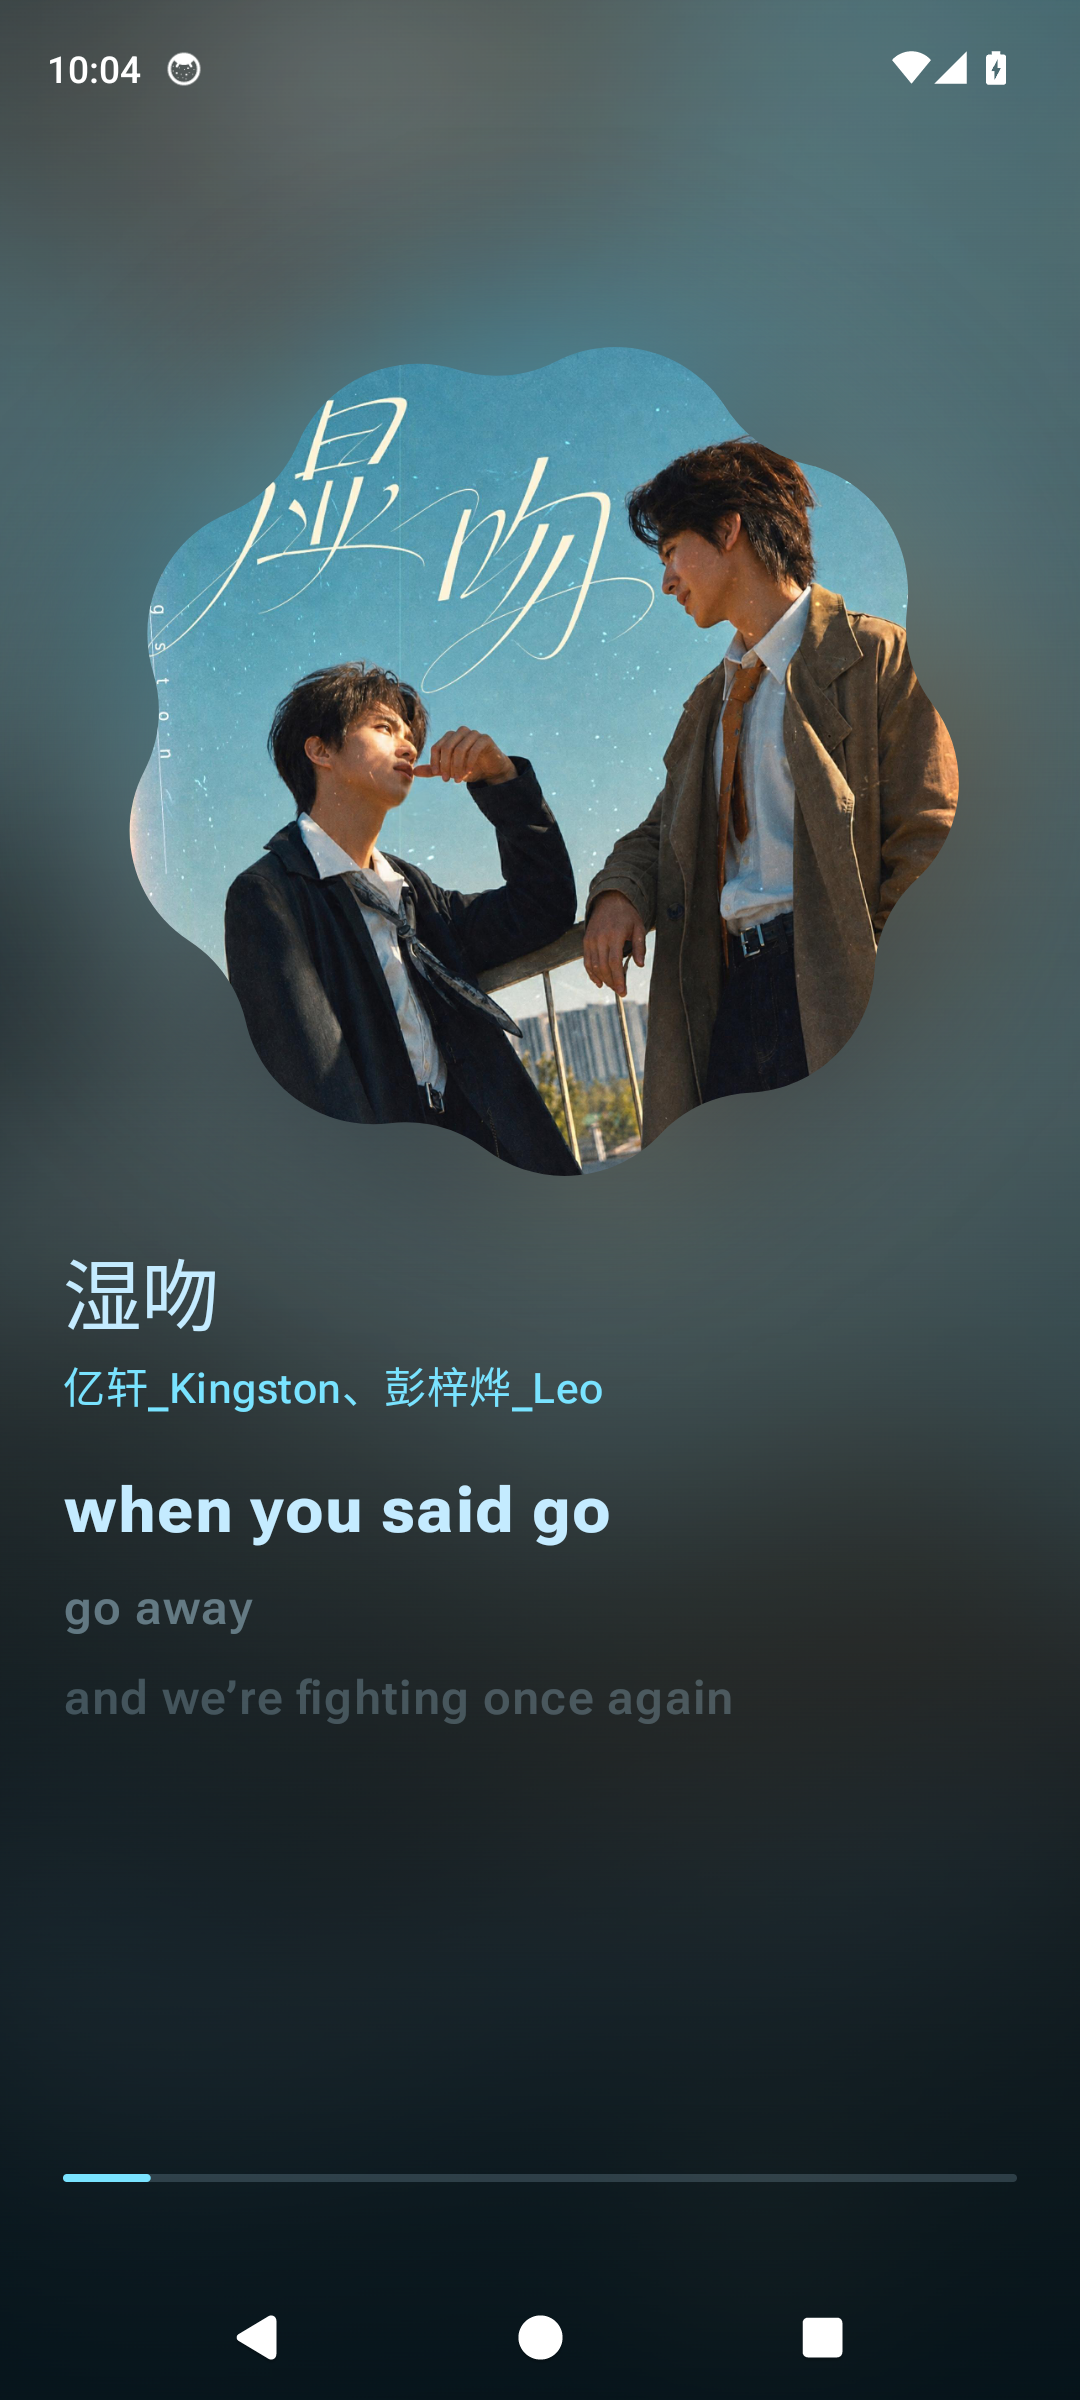 10:04
湿吻
gston
湿吻
亿轩_Kingston、彭梓烨_Leo
when you said go
go away
and we’re fighting once again